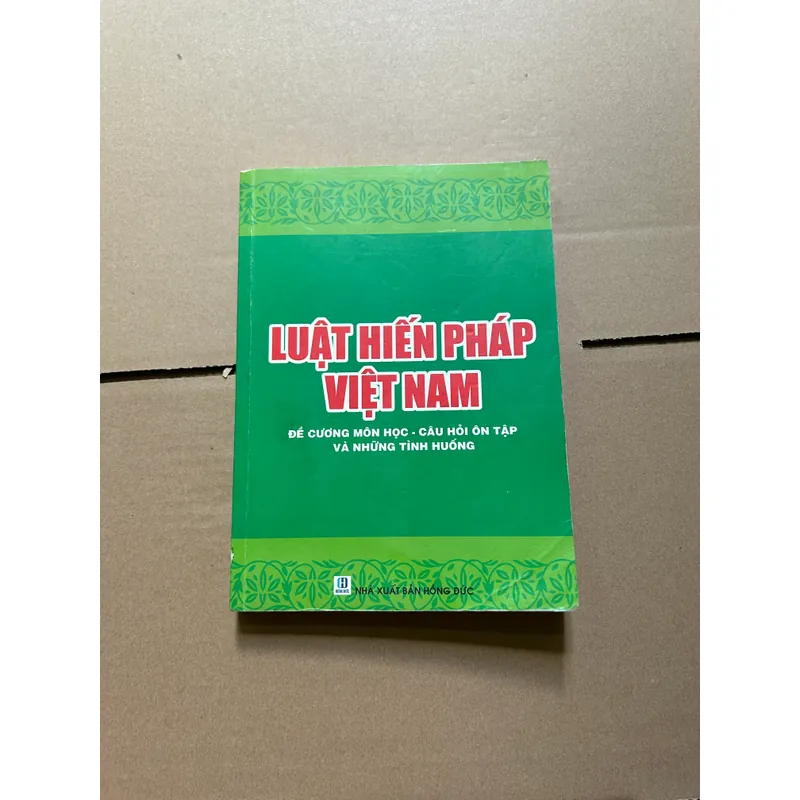 LUẬT HIẾN PHÁP
VIỆT NAM
ĐỀ CƯƠNG MÔN HỌC - CÂU HỎI ÔN TẬP
VÀ NHỮNG TÌNH HUỐNG
NHÀ XUẤT BẢN HỒNG ĐỨC